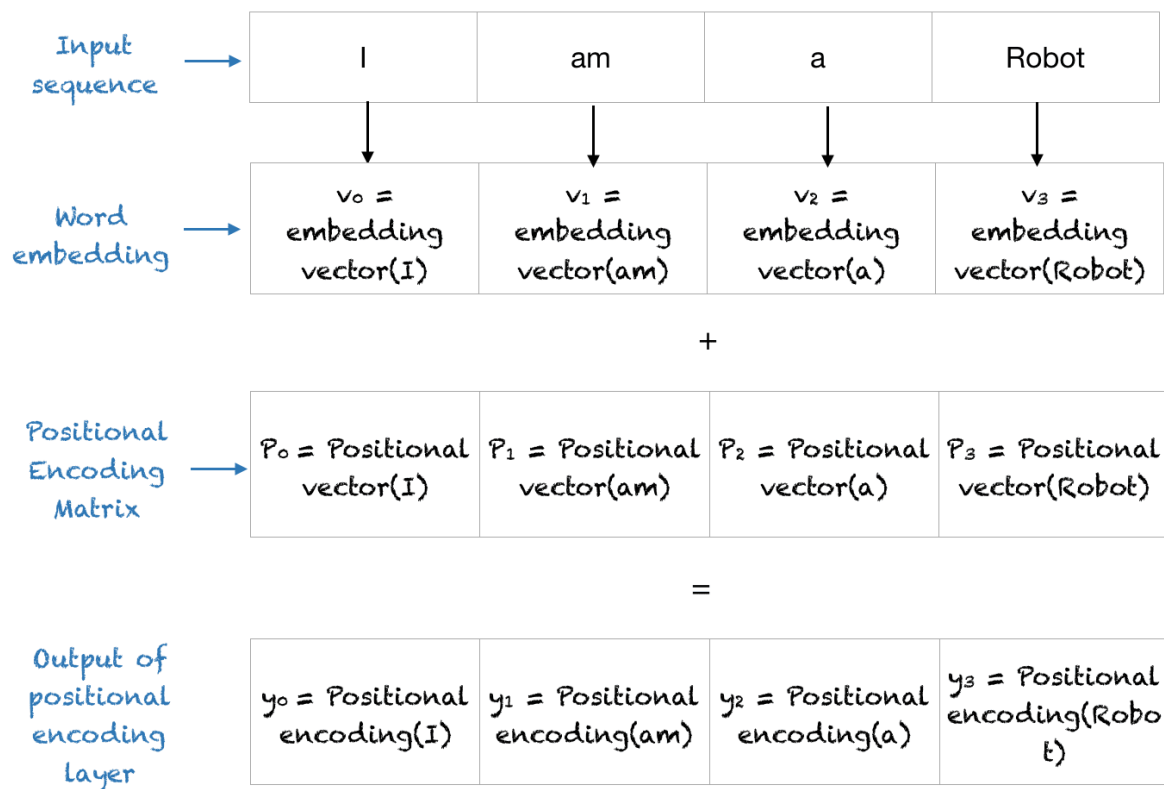 Input
sequence
I
am
a
Robot
Word
embedding
v0 =
embedding
vector(I)
v1 =
embedding
vector(am)
v2 =
embedding
vector(a)
v3 =
embedding
vector(Robot)
+
Positional
Encoding
Matrix
P0 = Positional
vector(I)
P1 = Positional
vector(am)
P2 = Positional
vector(a)
P3 = Positional
vector(Robot)
=
Output of
positional
encoding
layer
y0 = Positional
encoding(I)
y1 = Positional
encoding(am)
y2 = Positional
encoding(a)
y3 = Positional
encoding(Robo
t)